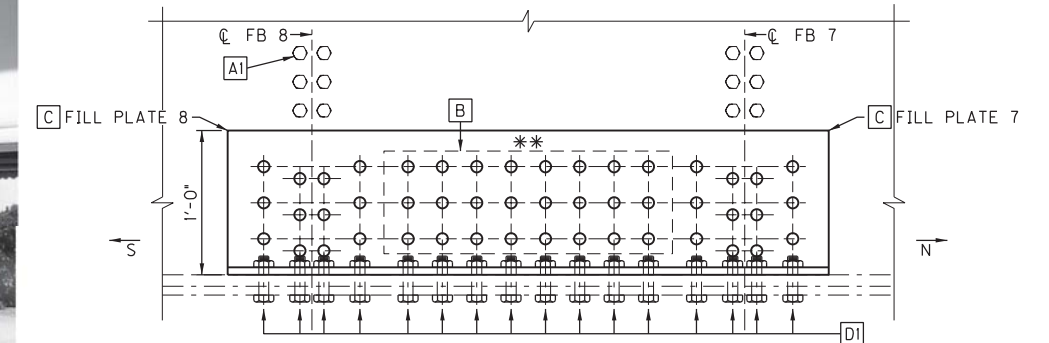 ℄ FB 8
℄ FB 7
A1
C FILL PLATE 8
B
C FILL PLATE 7
**
1'-0"
S
N
D1